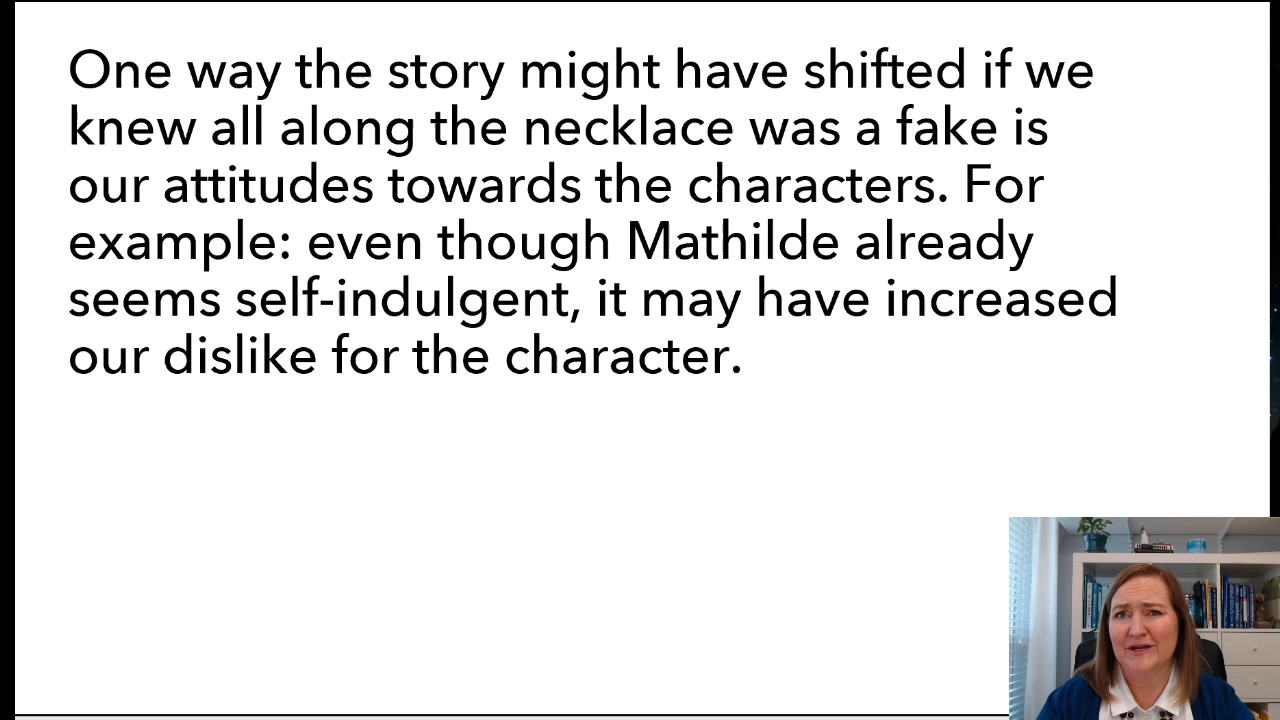 One way the story might have shifted if we
knew all along the necklace was a fake is
our attitudes towards the characters. For
example: even though Mathilde already
seems self-indulgent, it may have increased
our dislike for the character.